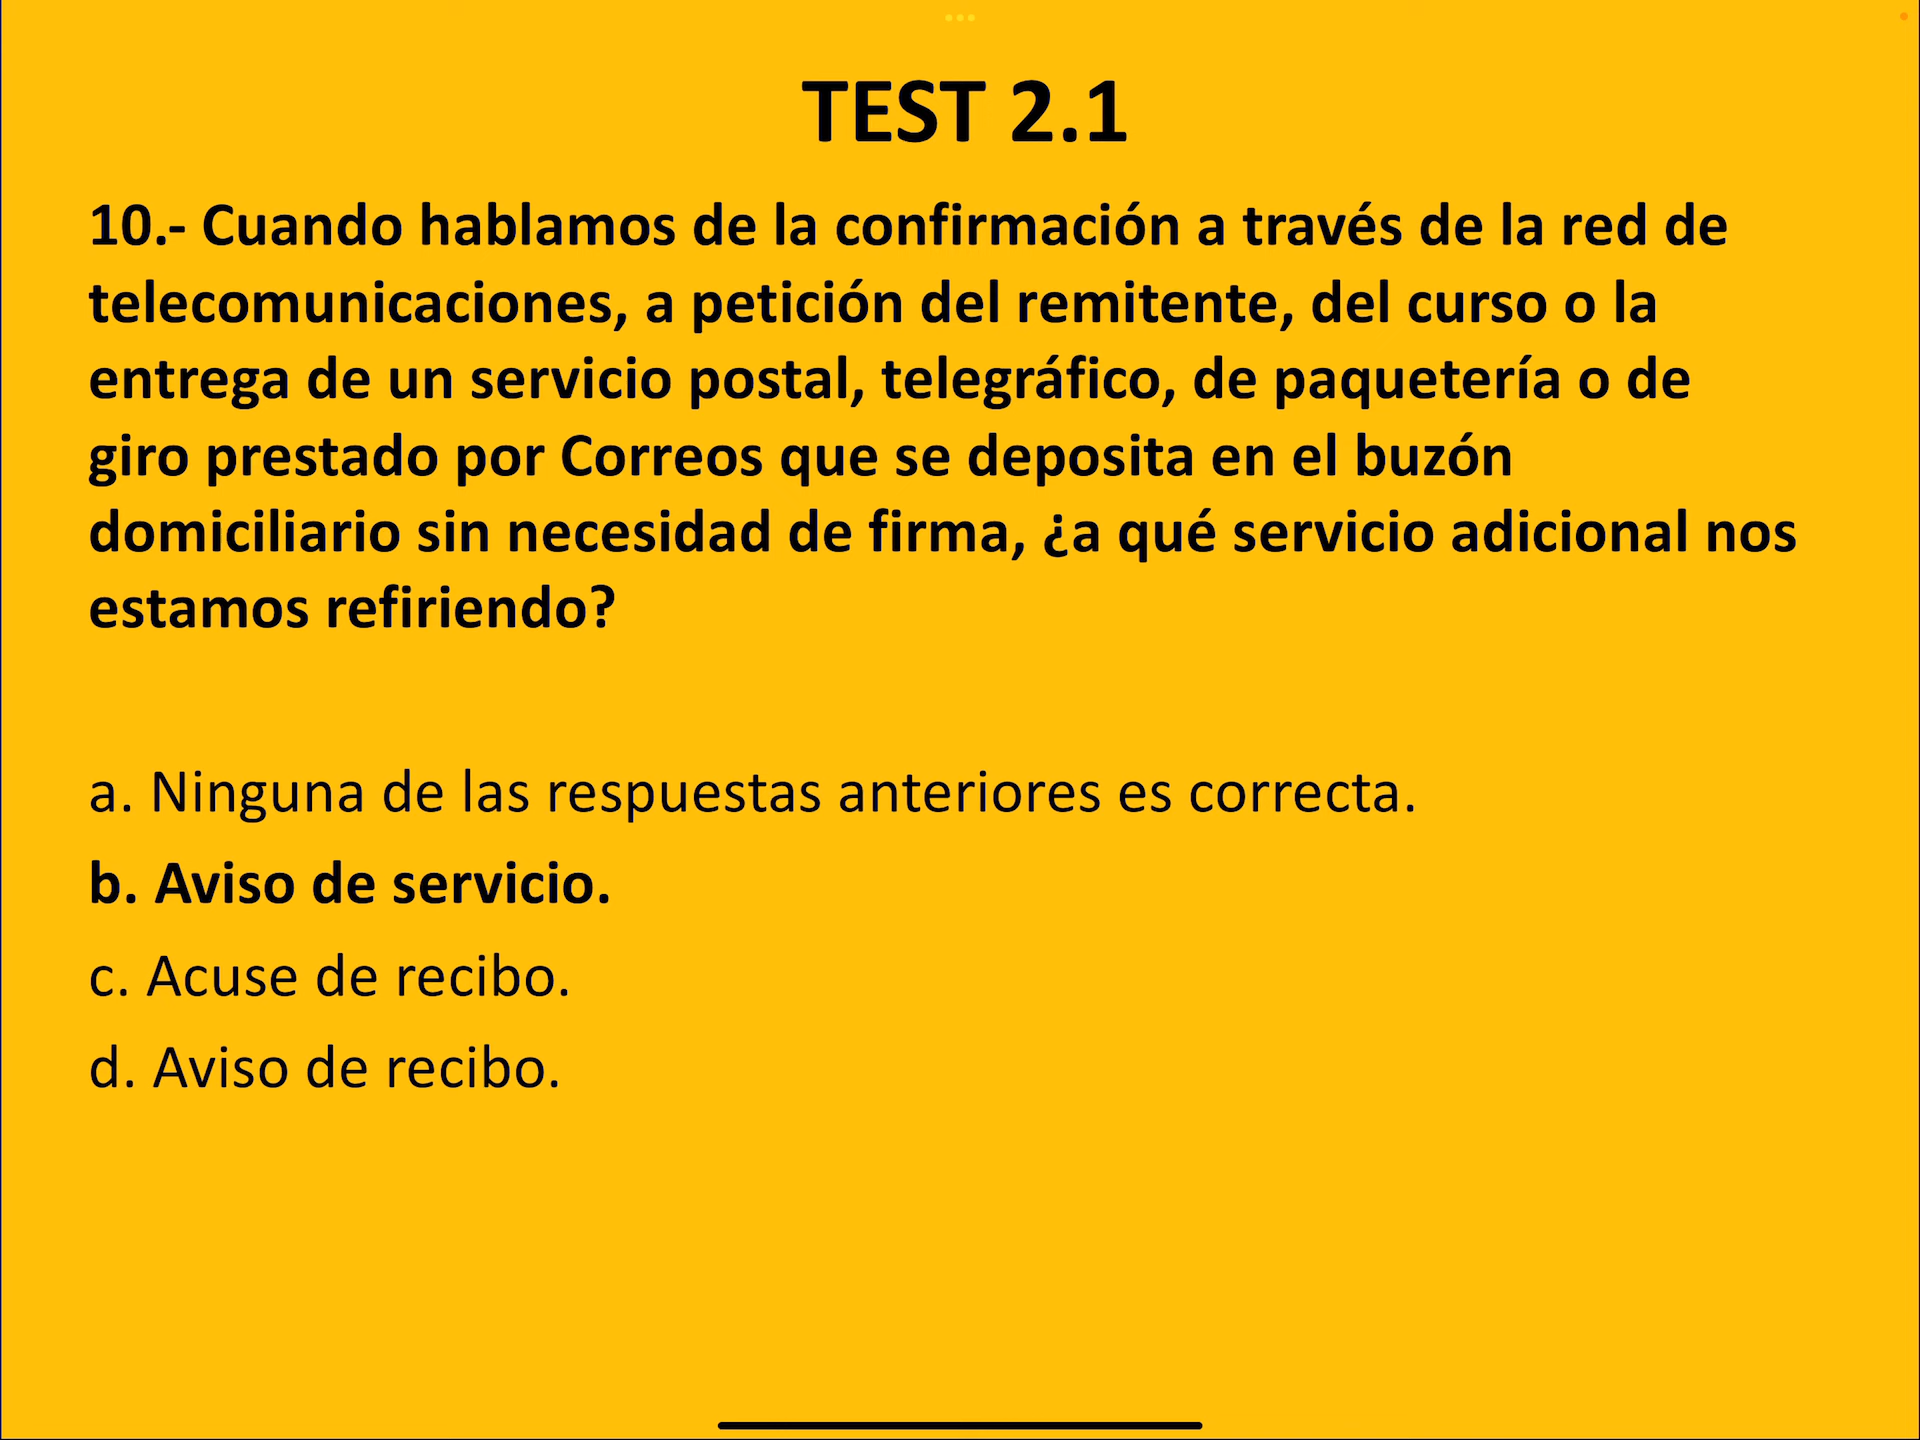 TEST 2.1
10.- Cuando hablamos de la confirmación a través de la red de
telecomunicaciones, a petición del remitente, del curso o la
entrega de un servicio postal, telegráfico, de paquetería o de
giro prestado por Correos que se deposita en el buzón
domiciliario sin necesidad de firma, ¿a qué servicio adicional nos
estamos refiriendo?
a. Ninguna de las respuestas anteriores es correcta.
b. Aviso de servicio.
c. Acuse de recibo.
d. Aviso de recibo.